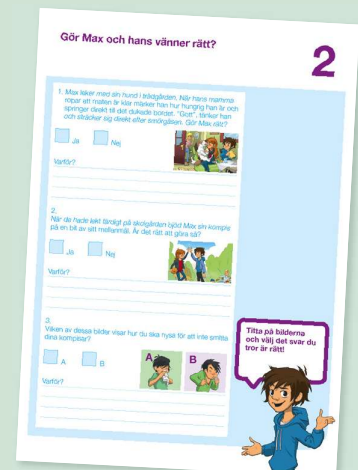 Gör Max och hans vänner rätt?
2
1. Max leker med sin hund i trädgården. När hans mamma
ropar att maten är klar märker han hur hungrig han är och
springer direkt till det dukade bordet. "Gott", tänker han
och sträcker sig direkt efter smörgåsen. Gör Max rätt?
Ja
Nej
Varför?
2.
När de hade lekt färdigt på skolgården bjöd Max sin kompis
på en bit av sitt mellanmål. Är det rätt att göra så?
Ja
Nej
Varför?
3.
Vilken av dessa bilder visar hur du ska nysa för att inte smitta
dina kompisar?
A
B
A
B
Varför?
Titta på bilderna
och välj det svar du
tror är rätt!